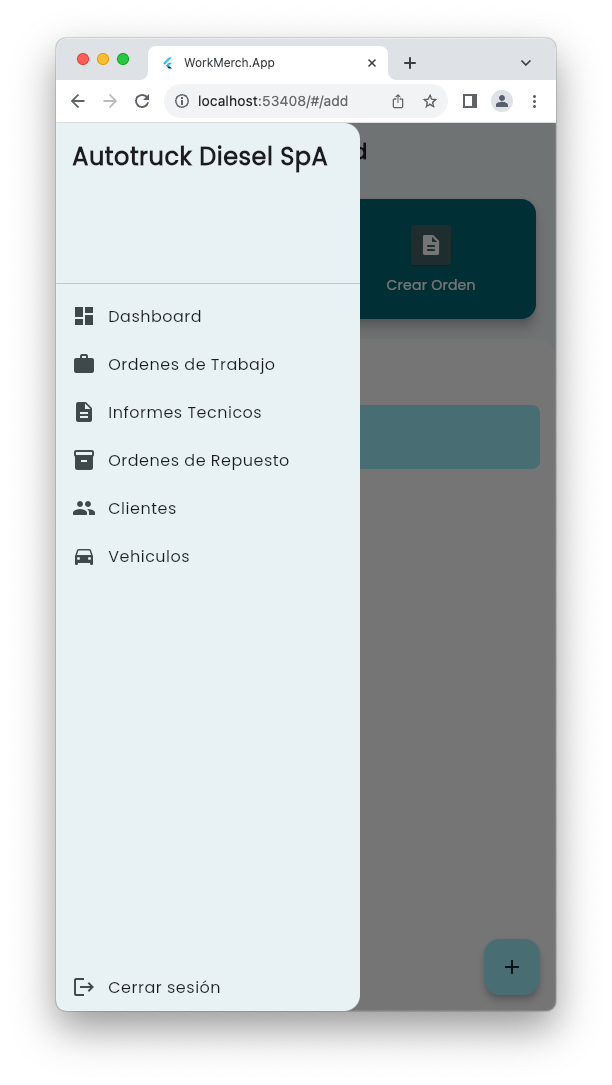 WorkMerch.App
localhost:53408/#/add
Autotruck Diesel SpA
d
Crear Orden
Dashboard
Ordenes de Trabajo
Informes Tecnicos
Ordenes de Repuesto
Clientes
Vehiculos
Cerrar sesión